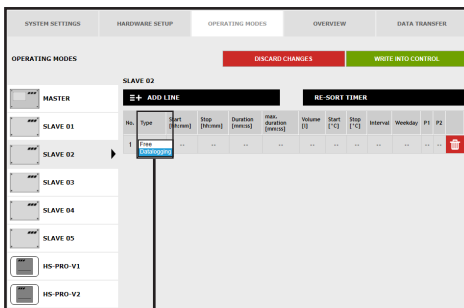 SYSTEM SETTINGS HARDWARE SETUP OPERATING MODES OVERVIEW DATA TRANSFER
OPERATING MODES DISCARD CHANGES WRITE INTO CONTROL
SLAVE 02
MASTER
ADD LINE RE-SORT TIMER
No. Type Start [hh:mm] Stop [hh:mm] Duration [mm:ss] max. duration [mm:ss] Volume [l] Start [°C] Stop [°C] Interval Weekday P1 P2
SLAVE 01
1 Free -- -- -- -- -- -- -- -- -- -- --
Datalogging
SLAVE 02
SLAVE 03
SLAVE 04
SLAVE 05
HS-PRO-V1
HS-PRO-V2